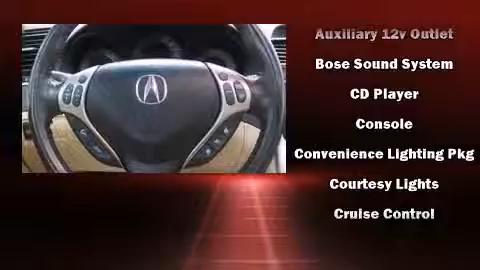 Auxiliary 12v Outlet
Bose Sound System
CD Player
Console
Convenience Lighting Pkg
Courtesy Lights
Cruise Control